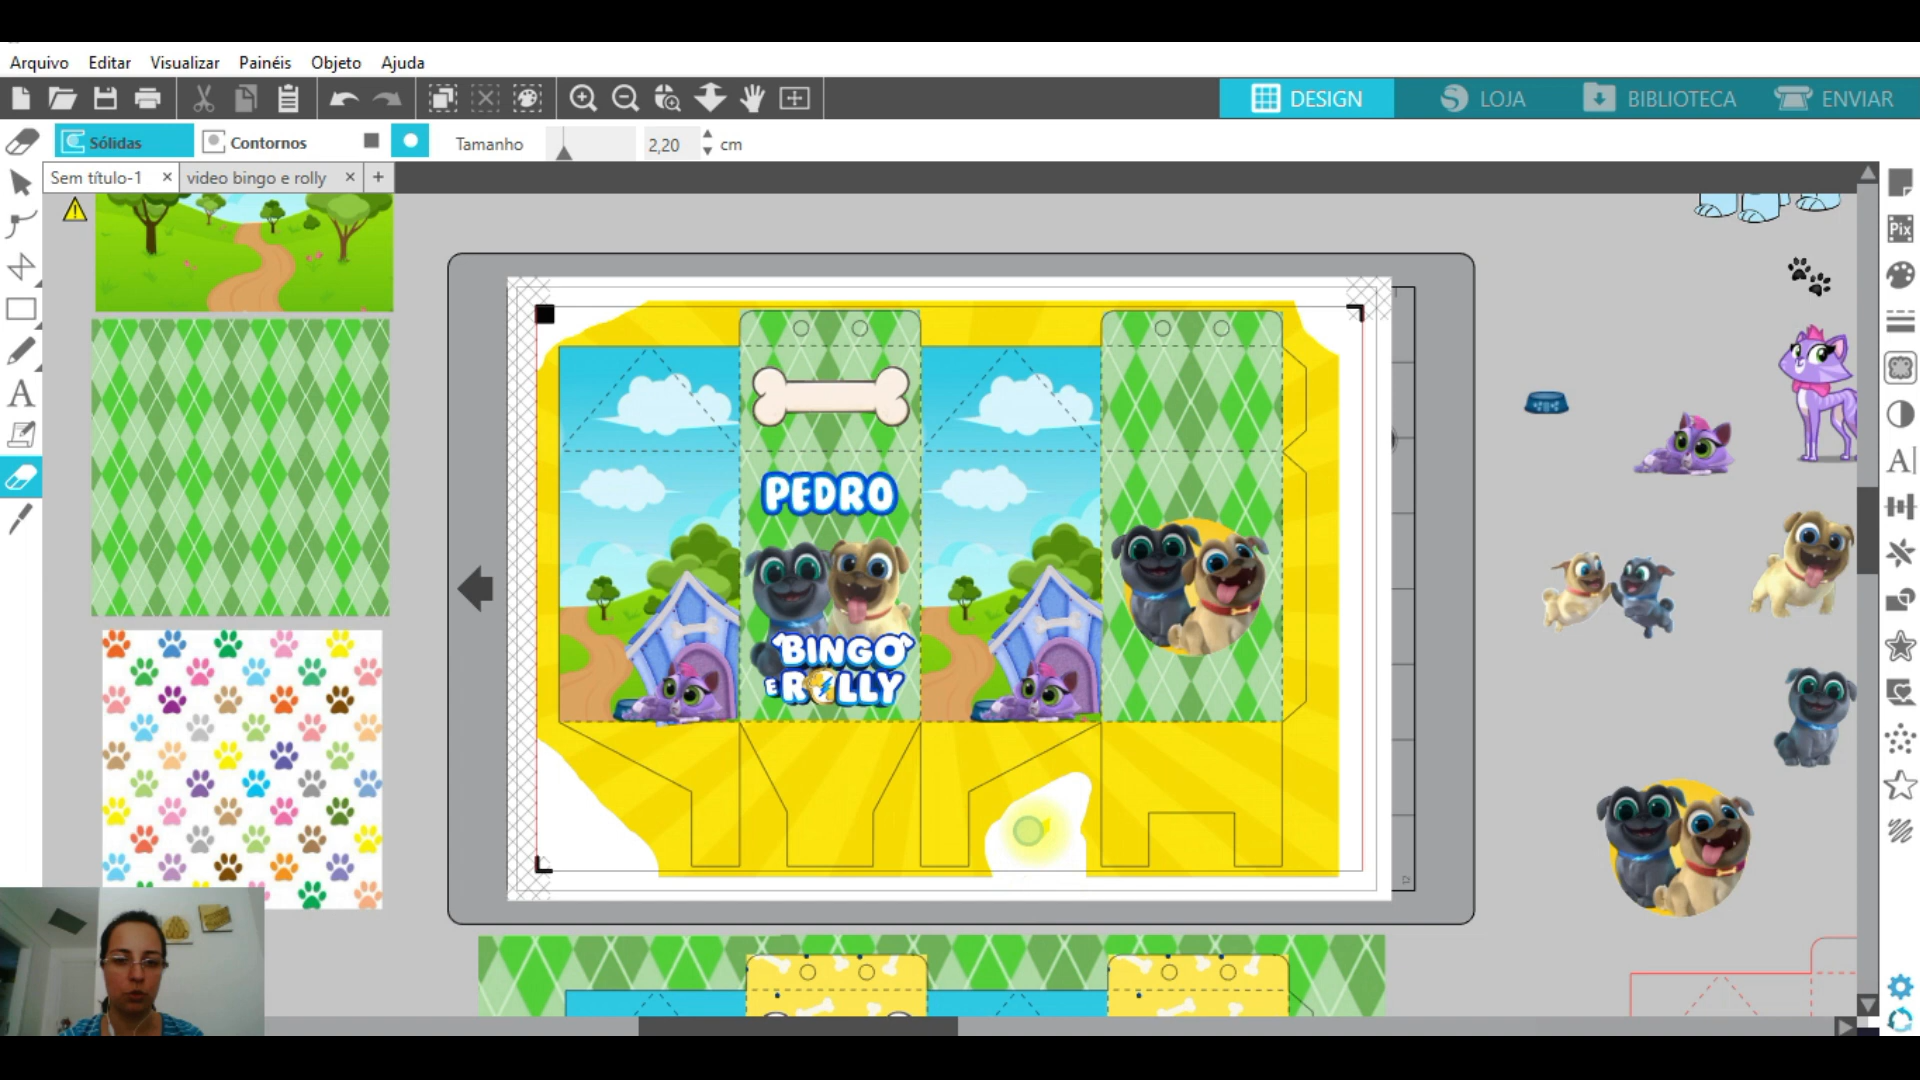 Arquivo Editar Visualizar Painéis Objeto Ajuda
DESIGN LOJA BIBLIOTECA ENVIAR
Sólidas Contornos Tamanho 2,20 cm
Sem título-1 video bingo e rolly
Pix
PEDRO
BINGO
E ROLLY